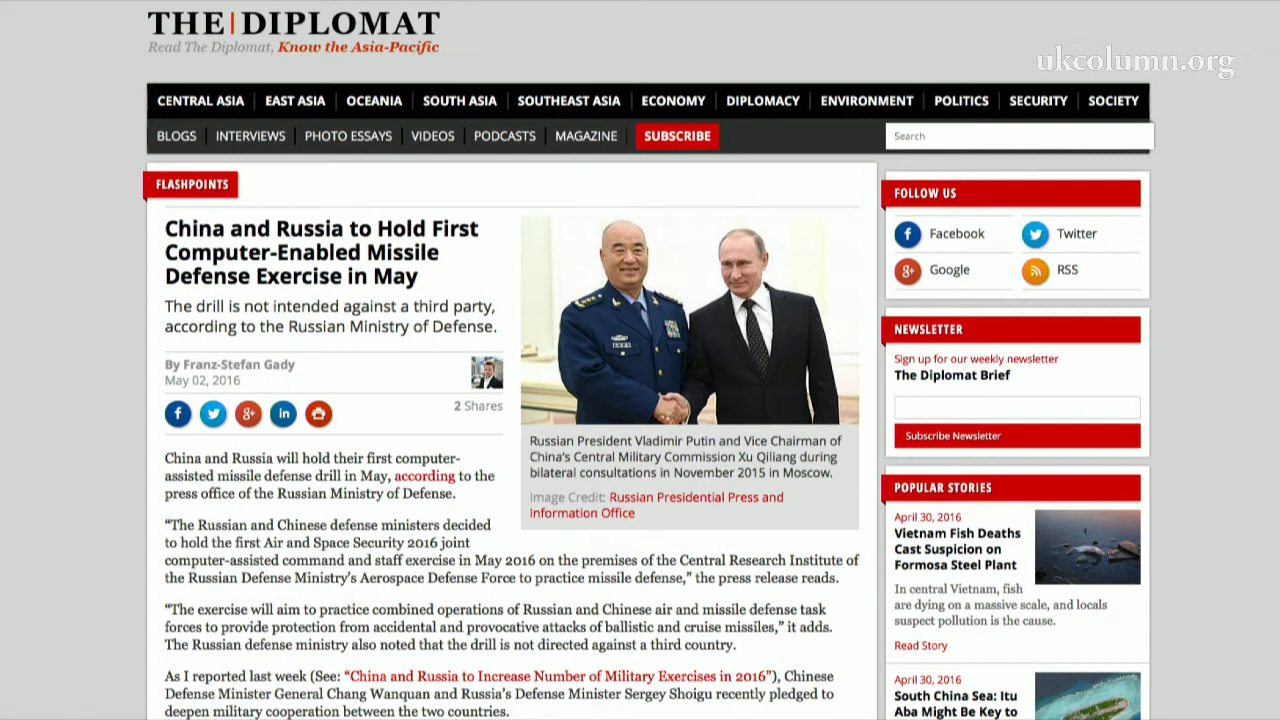 THE|DIPLOMAT
Read The Diplomat, Know the Asia-Pacific
ukcolumn.org
CENTRAL ASIA EAST ASIA OCEANIA SOUTH ASIA SOUTHEAST ASIA ECONOMY DIPLOMACY ENVIRONMENT POLITICS SECURITY SOCIETY
BLOGS INTERVIEWS PHOTO ESSAYS VIDEOS PODCASTS MAGAZINE SUBSCRIBE Search
FLASHPOINTS
China and Russia to Hold First
Computer-Enabled Missile
Defense Exercise in May
The drill is not intended against a third party,
according to the Russian Ministry of Defense.
By Franz-Stefan Gady
May 02, 2016
2 Shares
China and Russia will hold their first computer-
assisted missile defense drill in May, according to the
press office of the Russian Ministry of Defense.
Russian President Vladimir Putin and Vice Chairman of
China's Central Military Commission Xu Qiliang during
bilateral consultations in November 2015 in Moscow.
Image Credit: Russian Presidential Press and
Information Office
“The Russian and Chinese defense ministers decided
to hold the first Air and Space Security 2016 joint
computer-assisted command and staff exercise in May 2016 on the premises of the Central Research Institute of
the Russian Defense Ministry’s Aerospace Defense Force to practice missile defense,” the press release reads.
“The exercise will aim to practice combined operations of Russian and Chinese air and missile defense task
forces to provide protection from accidental and provocative attacks of ballistic and cruise missiles,” it adds.
The Russian defense ministry also noted that the drill is not directed against a third country.
As I reported last week (See: “China and Russia to Increase Number of Military Exercises in 2016”), Chinese
Defense Minister General Chang Wanquan and Russia’s Defense Minister Sergey Shoigu recently pledged to
deepen military cooperation between the two countries.
FOLLOW US
Facebook Twitter
Google RSS
NEWSLETTER
Sign up for our weekly newsletter
The Diplomat Brief
Subscribe Newsletter
POPULAR STORIES
April 30, 2016
Vietnam Fish Deaths
Cast Suspicion on
Formosa Steel Plant
In central Vietnam, fish
are dying on a massive scale, and locals
suspect pollution is the cause.
Read Story
April 30, 2016
South China Sea: Itu
Aba Might Be Key to